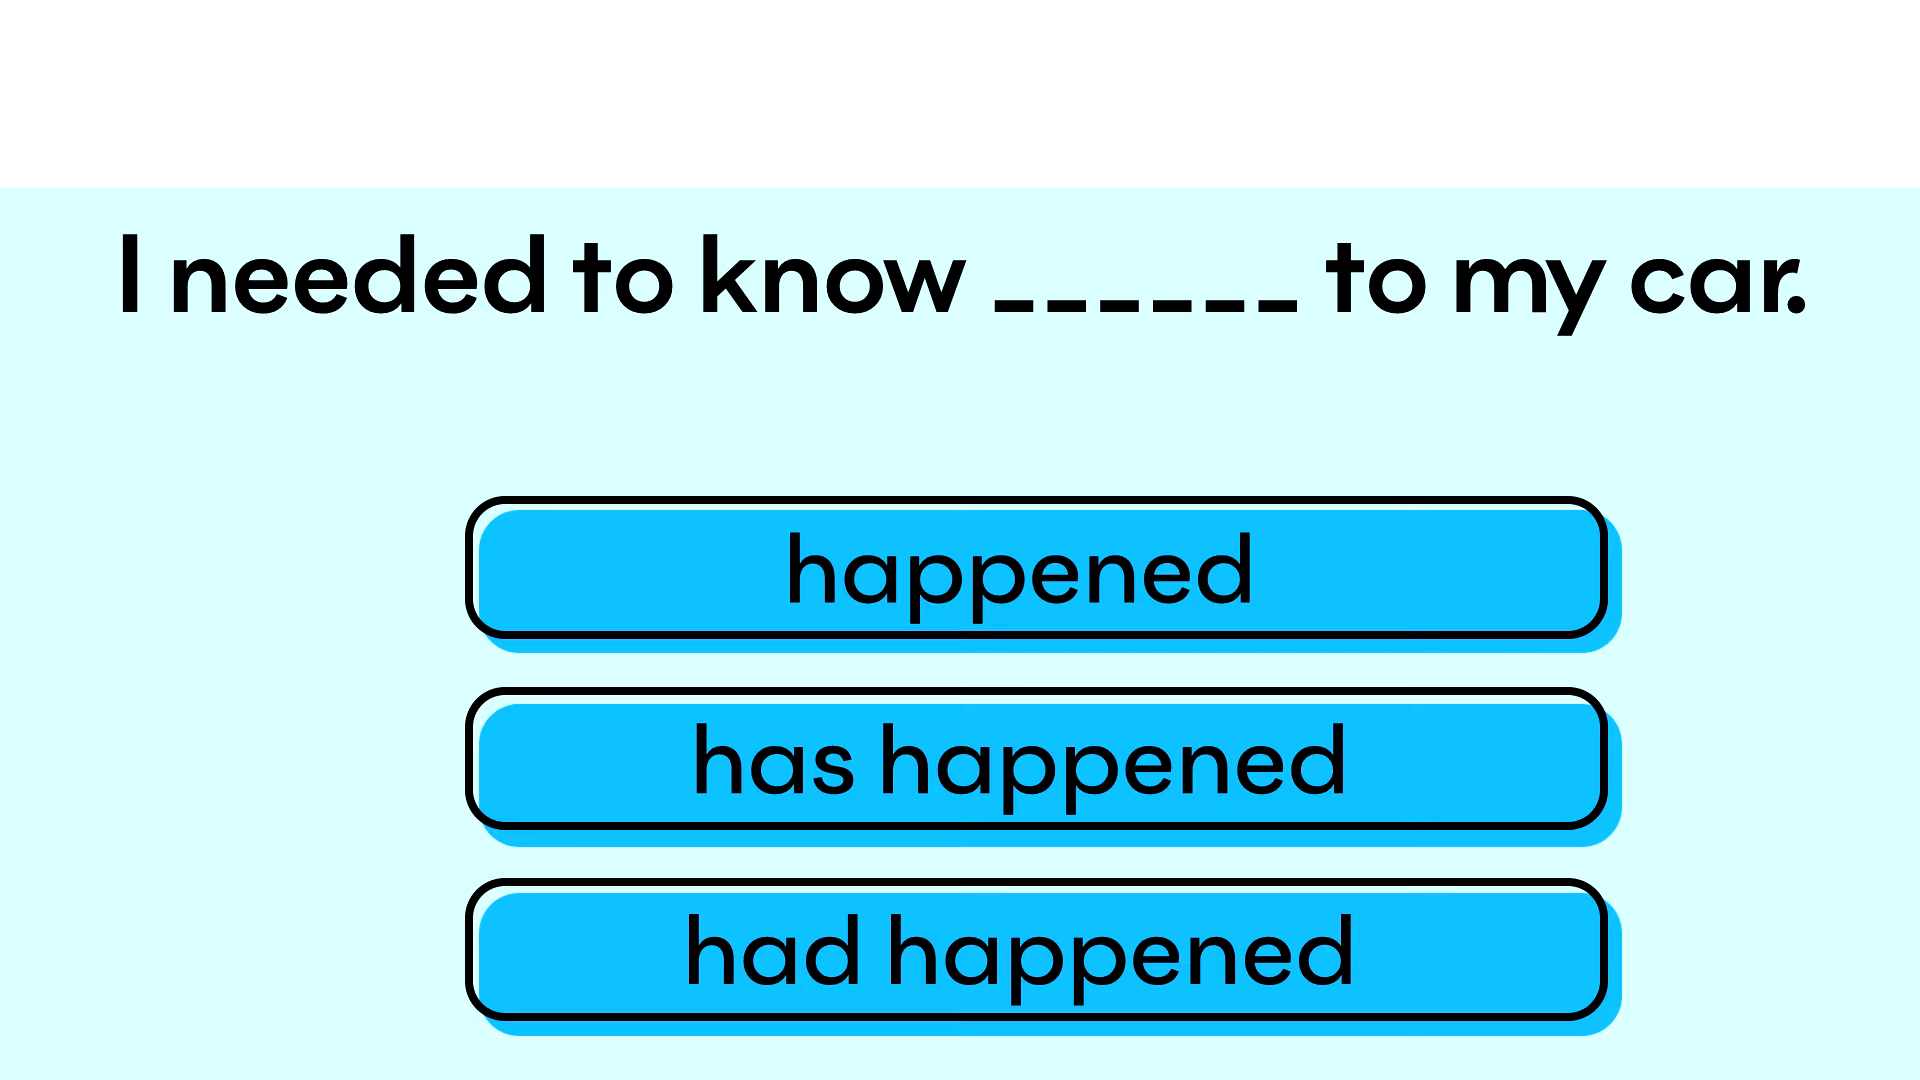 I needed to know ______ to my car.
happened
has happened
had happened